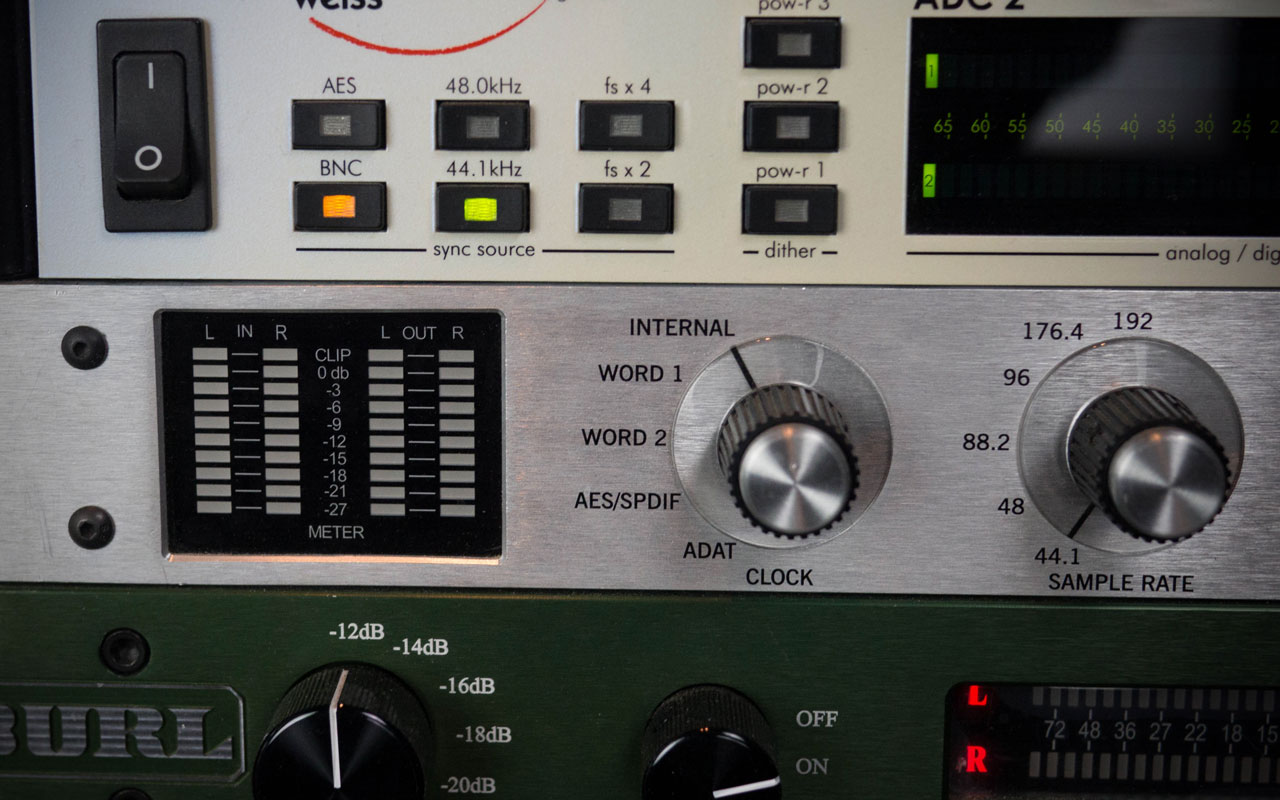 weiss
pow-r 3
ADC 2
AES
48.0kHz
fs x 4
pow-r 2
BNC
44.1kHz
fs x 2
pow-r 1
sync source
dither
1
65 60 55 50 45 40 35 30 25 2
2
analog / dig
I
O
L IN R
L OUT R
CLIP
0 db
-3
-6
-9
-12
-15
-18
-21
-27
METER
INTERNAL
WORD 1
WORD 2
AES/SPDIF
ADAT
CLOCK
192
176.4
96
88.2
48
44.1
SAMPLE RATE
BURL
-12dB
-14dB
-16dB
-18dB
-20dB
OFF
ON
L
72 48 36 27 22 18 15
R